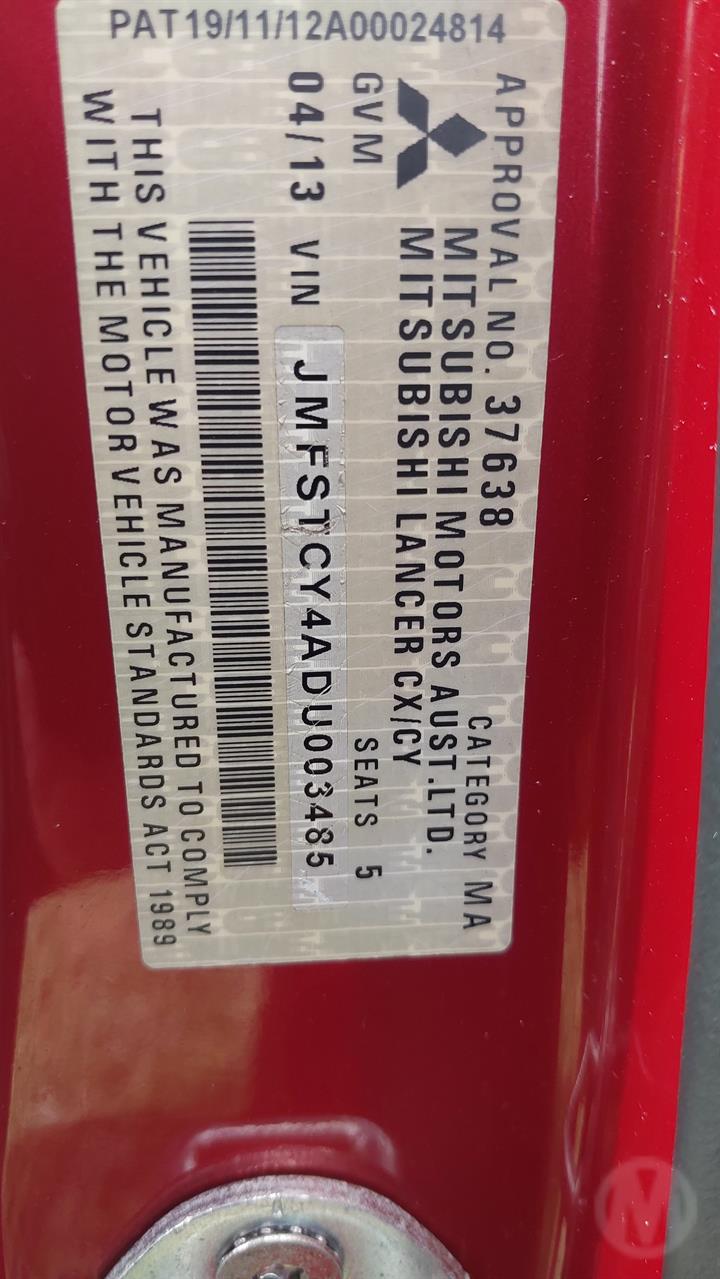 PAT19/11/12A00024814
APPROVAL NO. 37638 CATEGORY MA
MITSUBISHI MOTORS AUST.LTD.
MITSUBISHI LANCER CX/CY
GVM SEATS 5
04/13 VIN JMFSTCY4ADU003485
THIS VEHICLE WAS MANUFACTURED TO COMPLY
WITH THE MOTOR VEHICLE STANDARDS ACT 1989
M